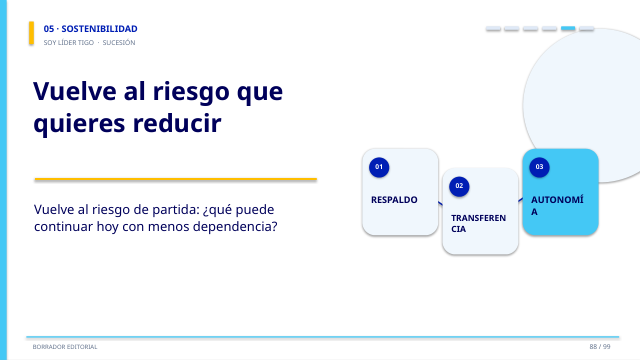 05 · SOSTENIBILIDAD
SOY LÍDER TIGO · SUCESIÓN
Vuelve al riesgo que
quieres reducir
Vuelve al riesgo de partida: ¿qué puede
continuar hoy con menos dependencia?
01
RESPALDO
02
TRANSFEREN
CIA
03
AUTONOMÍ
A
BORRADOR EDITORIAL
88 / 99